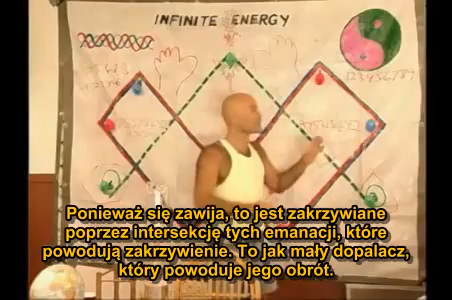 INFINITE ENERGY
Ponieważ się zawija, to jest zakrzywiane
poprzez intersekcję tych emanacji, które
powodują zakrzywienie. To jak mały dopalacz,
który powoduje jego obrót.